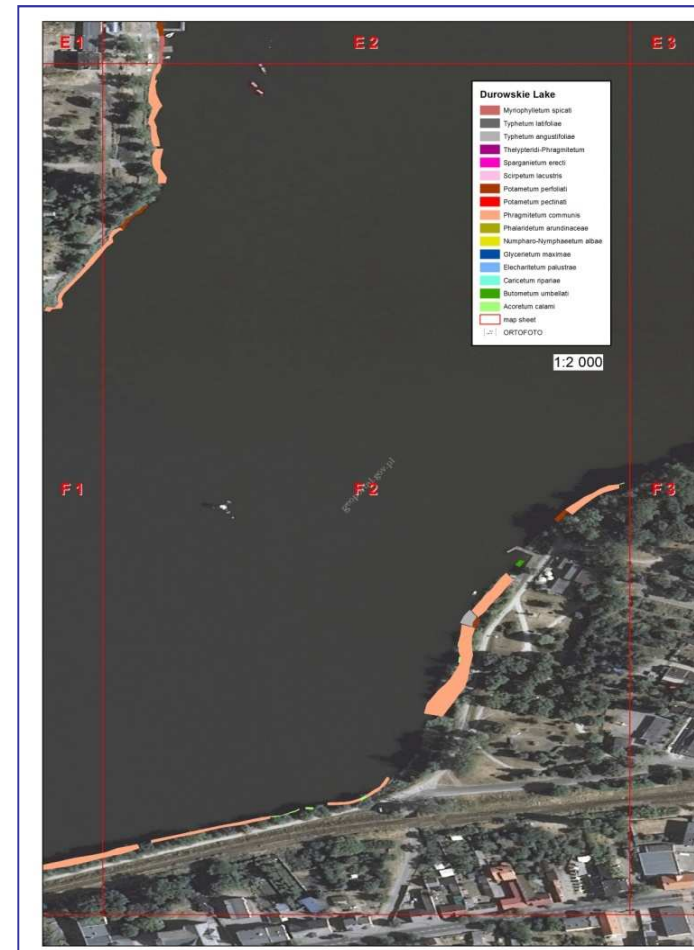 E 1
E 2
E 3
Durowskie Lake
Myriophylletum spicati
Typhetum latifoliae
Typhetum angustifoliae
Thelypteridi-Phragmitetum
Sparganietum erecti
Scirpetum lacustris
Potametum perfoliati
Potametum pectinati
Phragmitetum communis
Phalaridetum arundinaceae
Numpharo-Nymphaeetum albae
Glycerietum maximae
Elecharitetum palustrae
Caricetum ripariae
Butometum umbellati
Acoretum calami
map sheet
ORTOFOTO
1:2 000
F 1
F 2
F 3